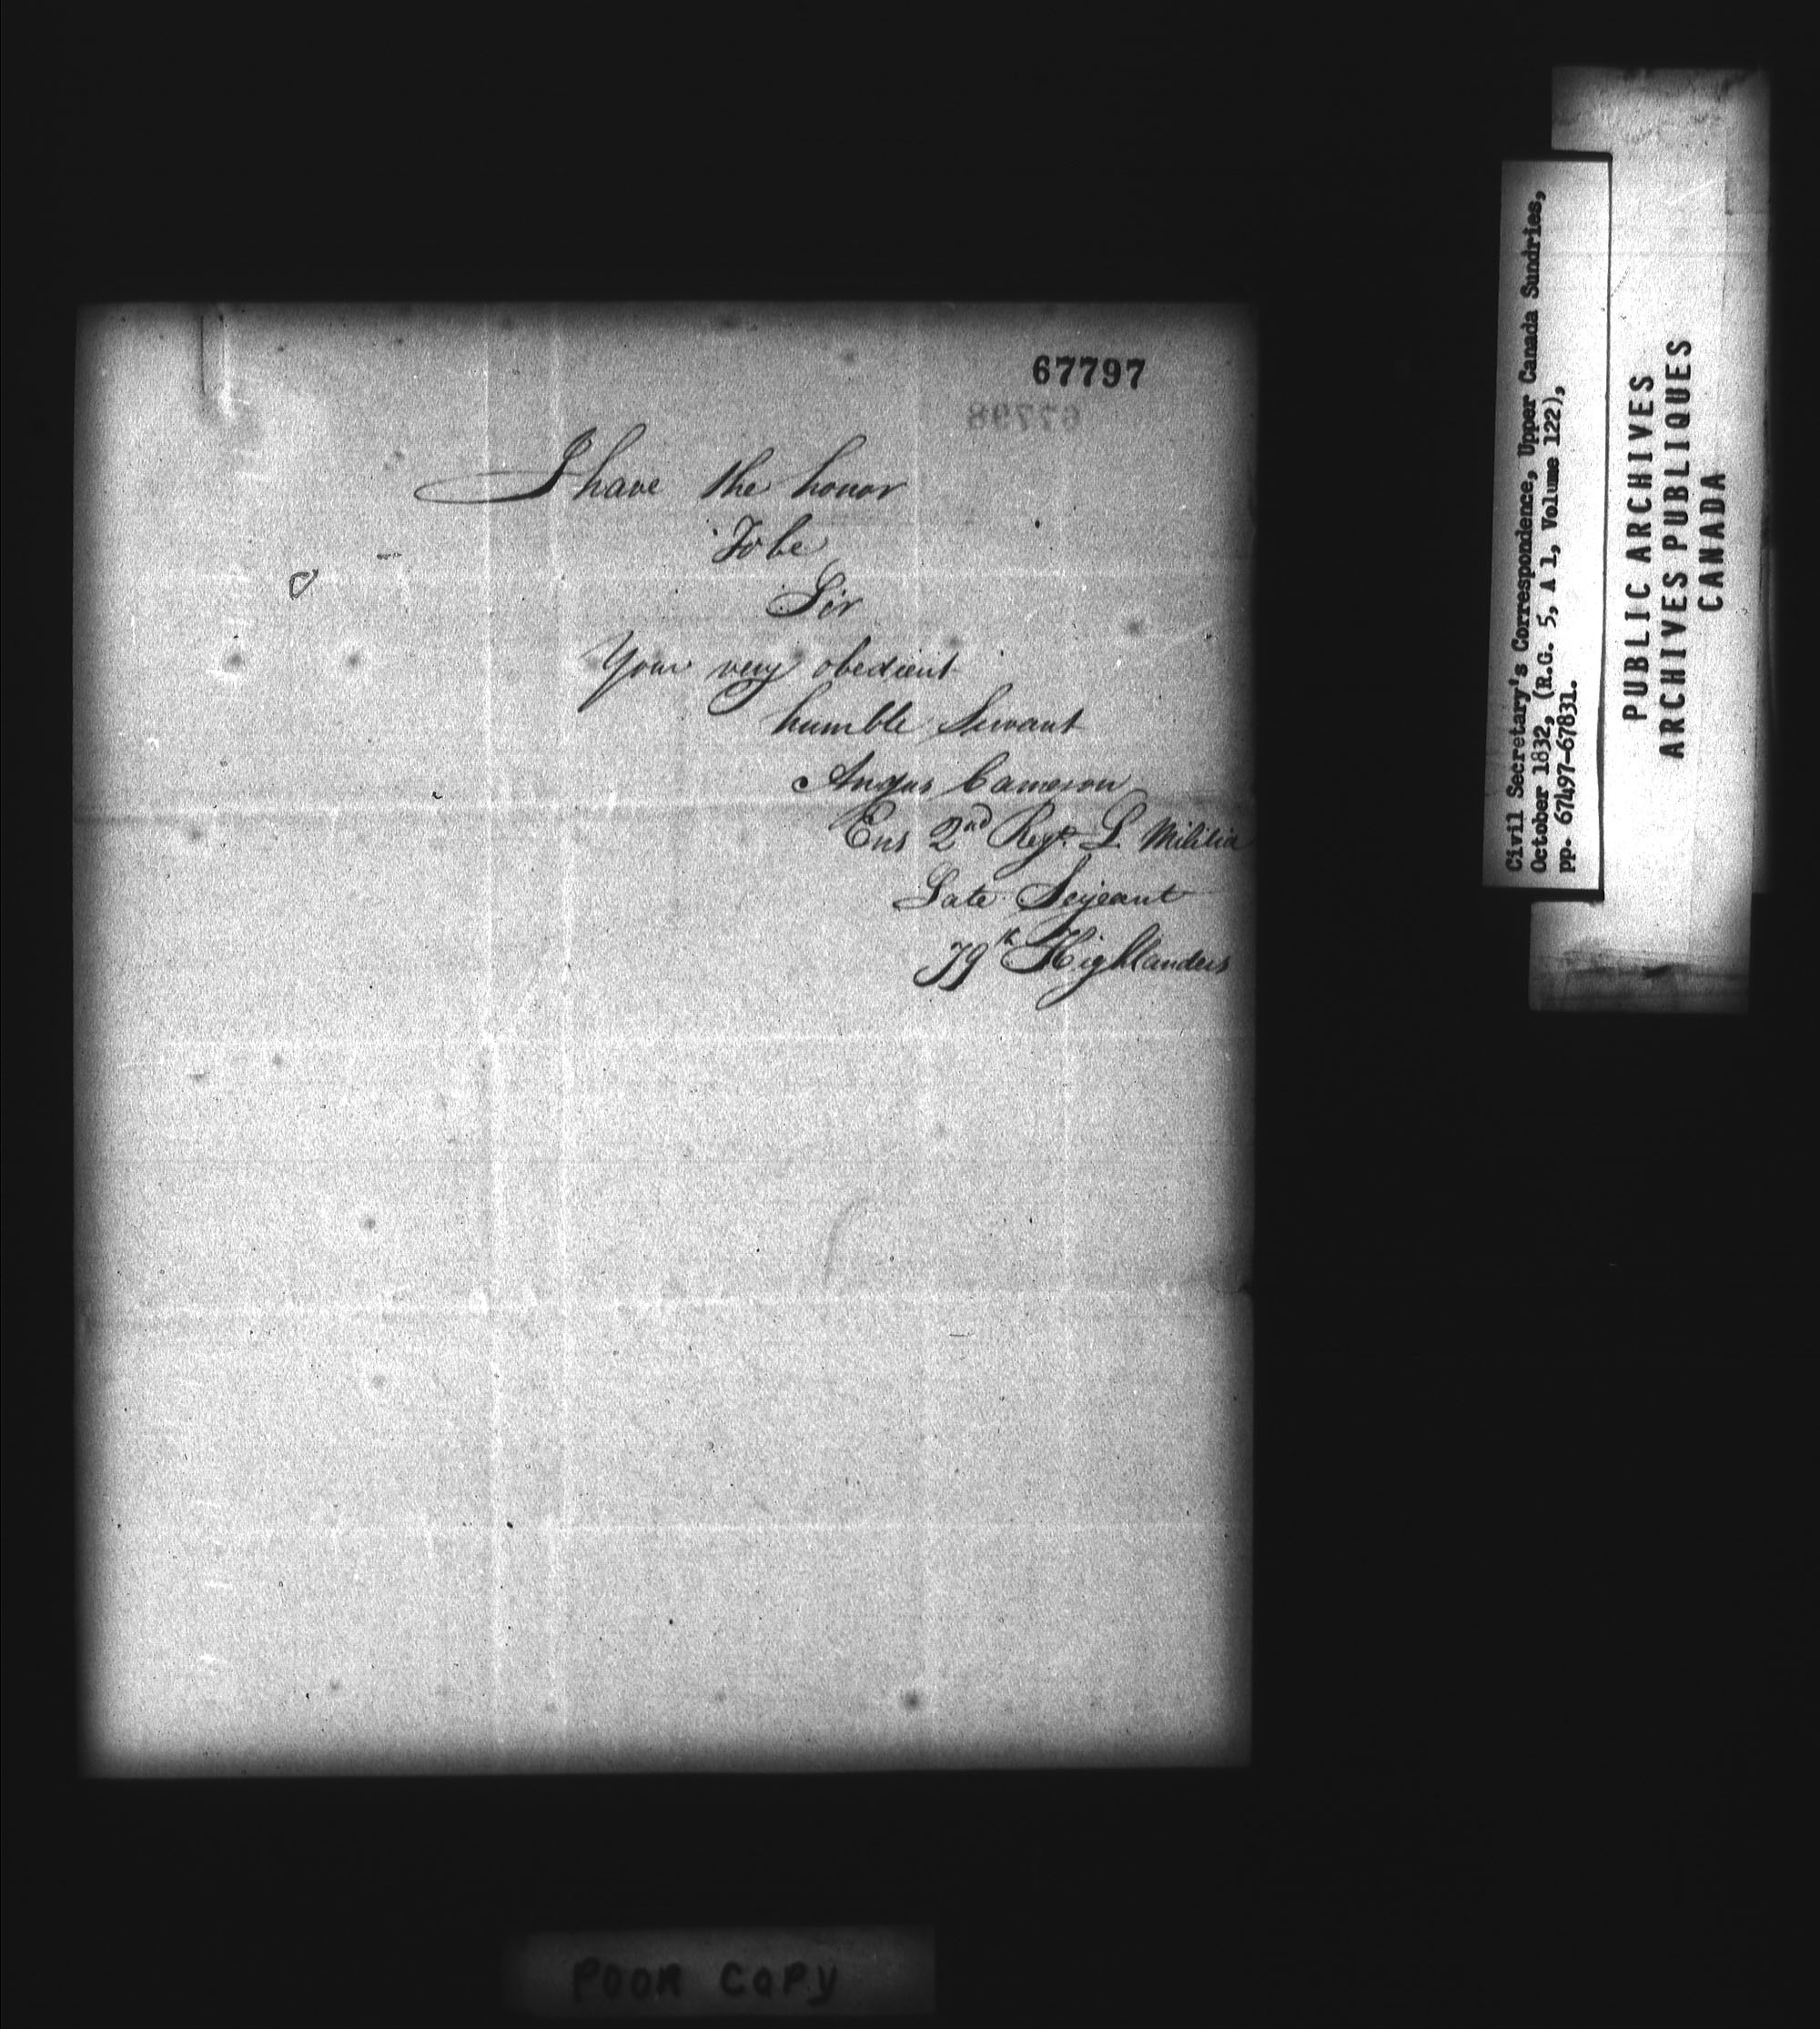 67797
67798
I have the honor
To be
Sir
Your very obedient
humble Servant
Angus Cameron
Ens 2nd Regt. L. Militia
Late Serjeant
79th Highlanders
Civil Secretary's Correspondence, Upper Canada Sundries,
October 1832, (R.G. 5, A 1, Volume 122),
pp. 67497-67831.
PUBLIC ARCHIVES
ARCHIVES PUBLIQUES
CANADA
POOR COPY